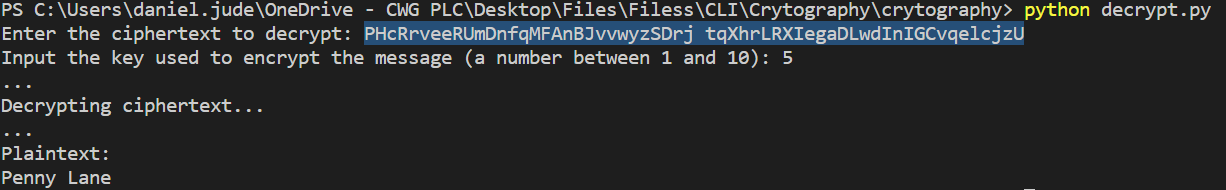 PS C:\Users\daniel.jude\OneDrive - CWG PLC\Desktop\Files\Filess\CLI\Crytography\crytography> python decrypt.py
Enter the ciphertext to decrypt: PHcRrveeRUmDnfqMFAnBJvvwyzSDrj tqXhrLRXIegaDLwdInIGCvqelcjzU
Input the key used to encrypt the message (a number between 1 and 10): 5
...
Decrypting ciphertext...
...
Plaintext:
Penny Lane